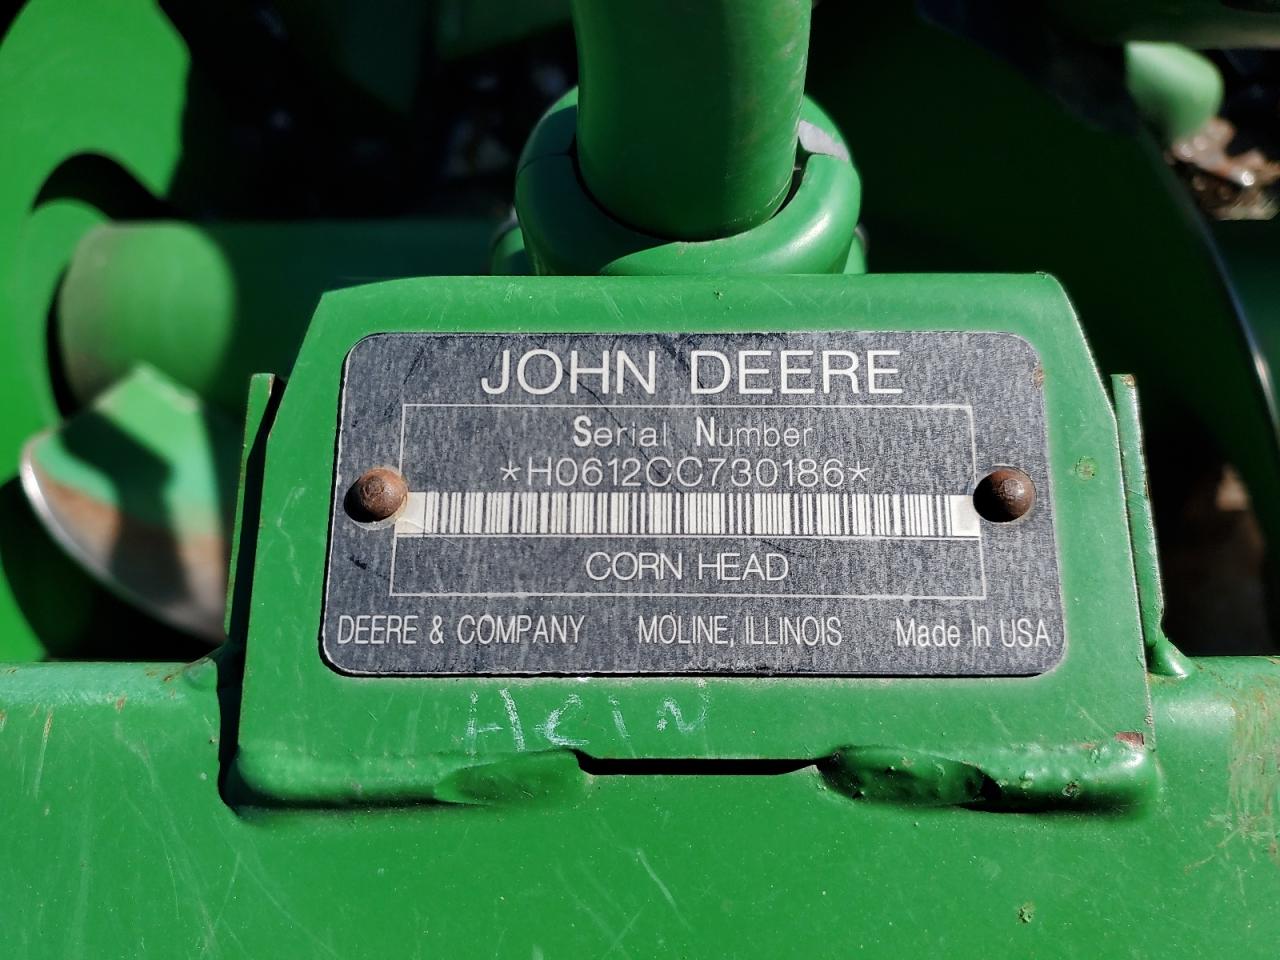 JOHN DEERE
Serial Number
*H0612CC730186*
CORN HEAD
DEERE & COMPANY MOLINE, ILLINOIS Made In USA